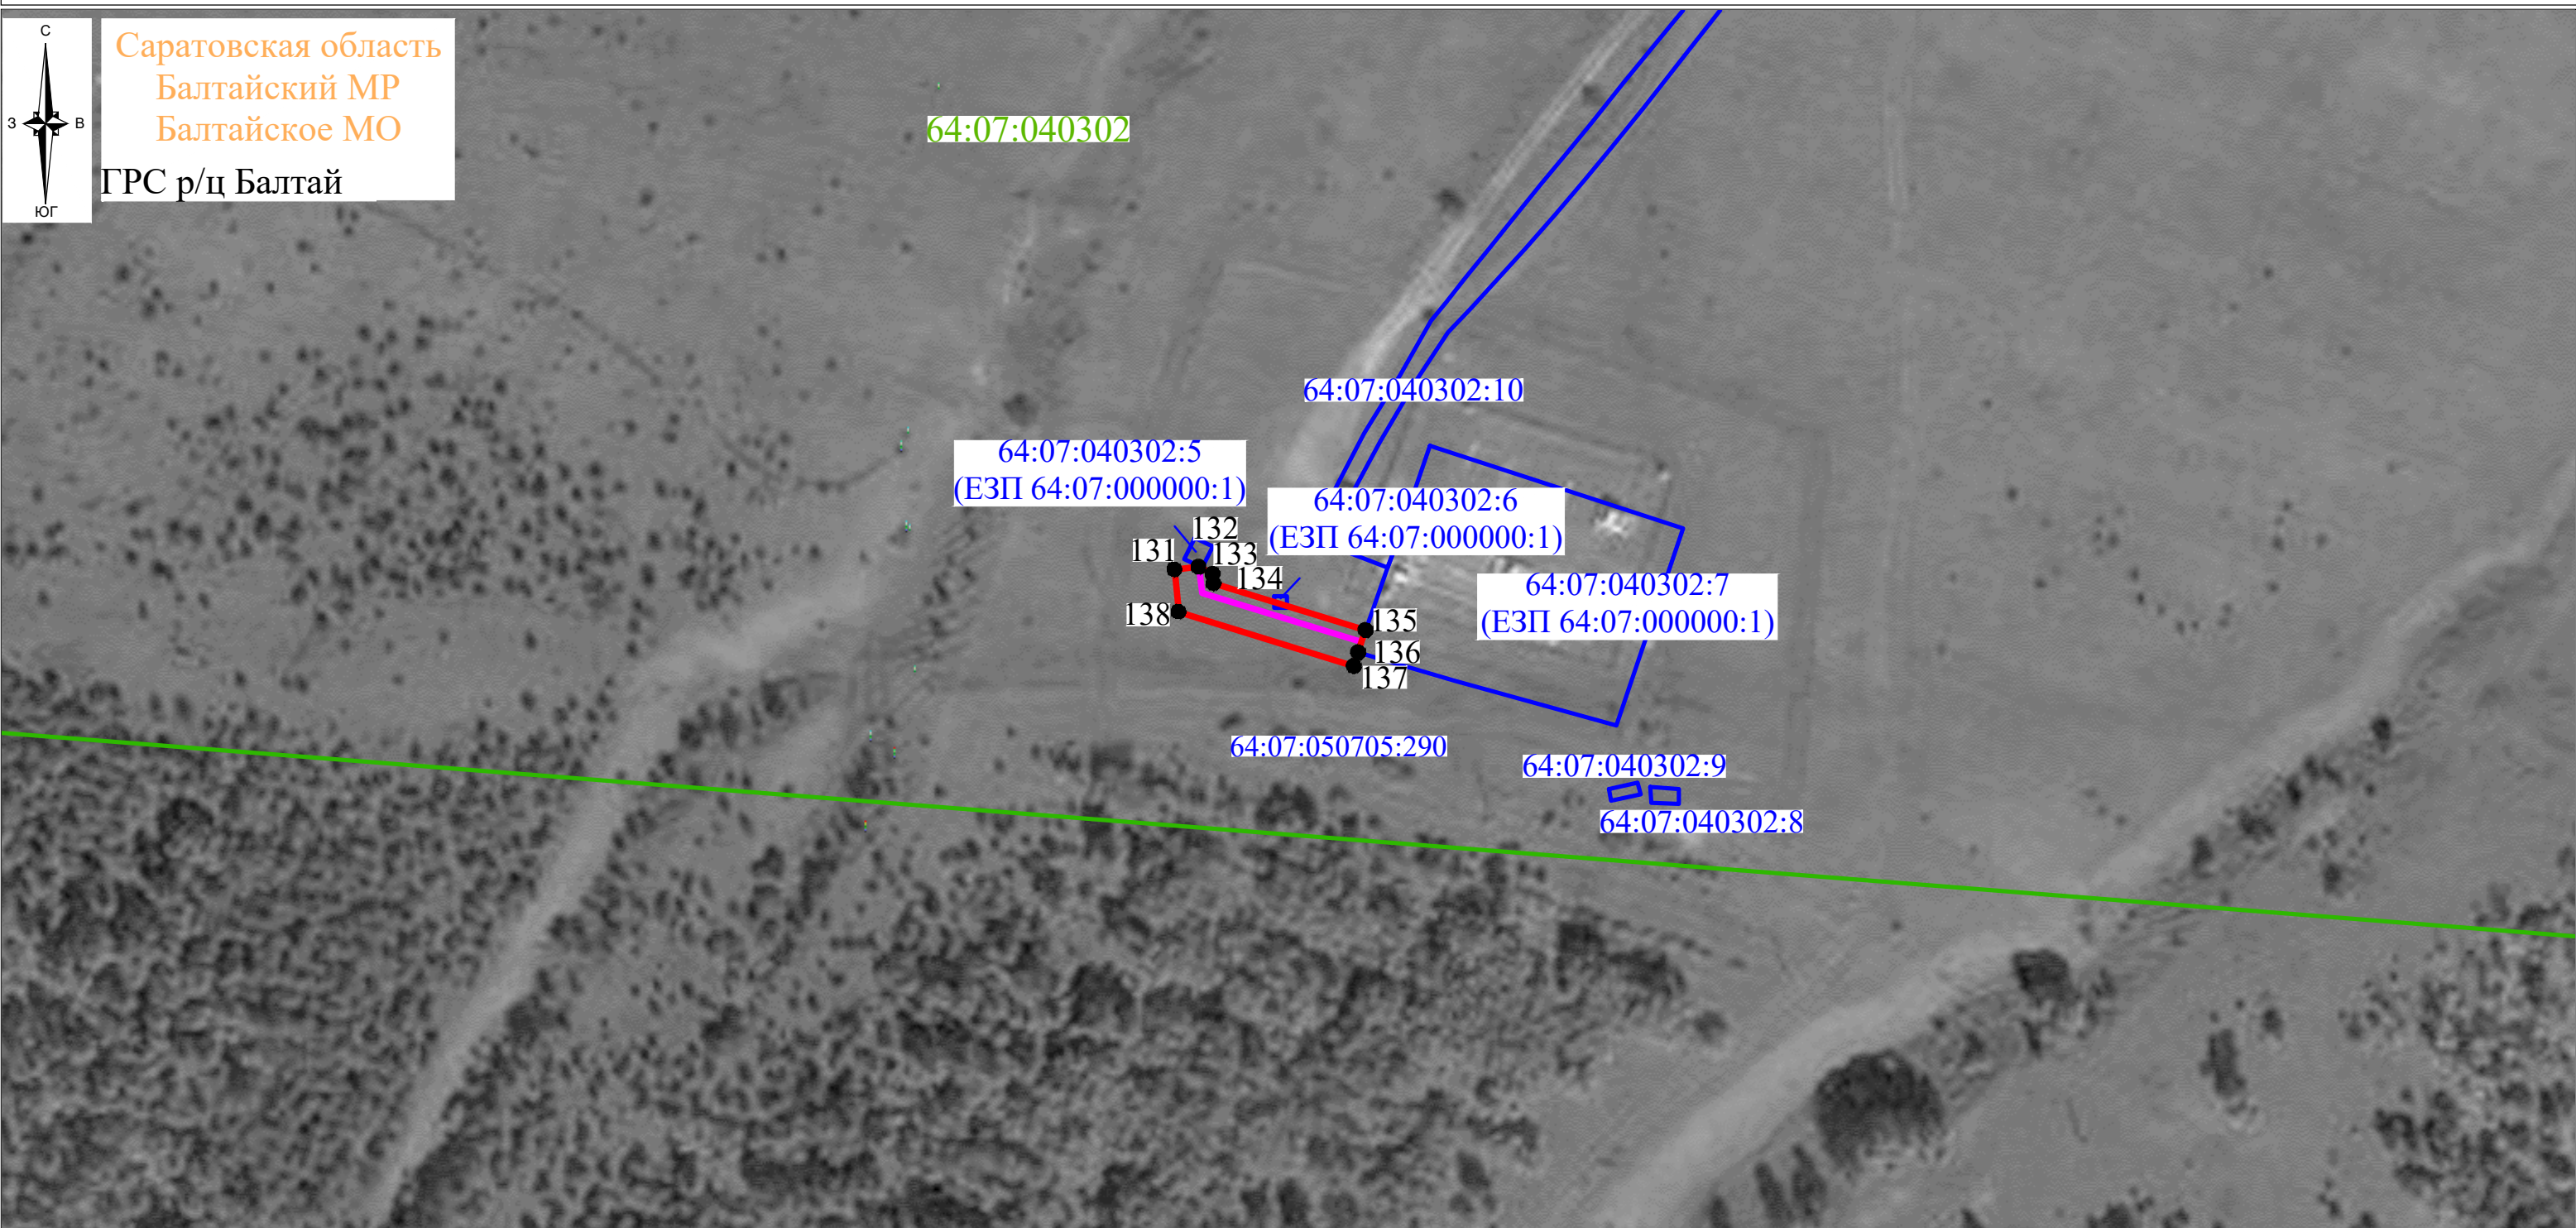 С
З
В
ЮГ
Саратовская область
Балтайский МР
Балтайское МО
ГРС р/ц Балтай
64:07:040302
64:07:040302:10
64:07:040302:5
(ЕЗП 64:07:000000:1)
64:07:040302:6
(ЕЗП 64:07:000000:1)
132
131
133
134
64:07:040302:7
(ЕЗП 64:07:000000:1)
138
135
136
137
64:07:050705:290
64:07:040302:9
64:07:040302:8